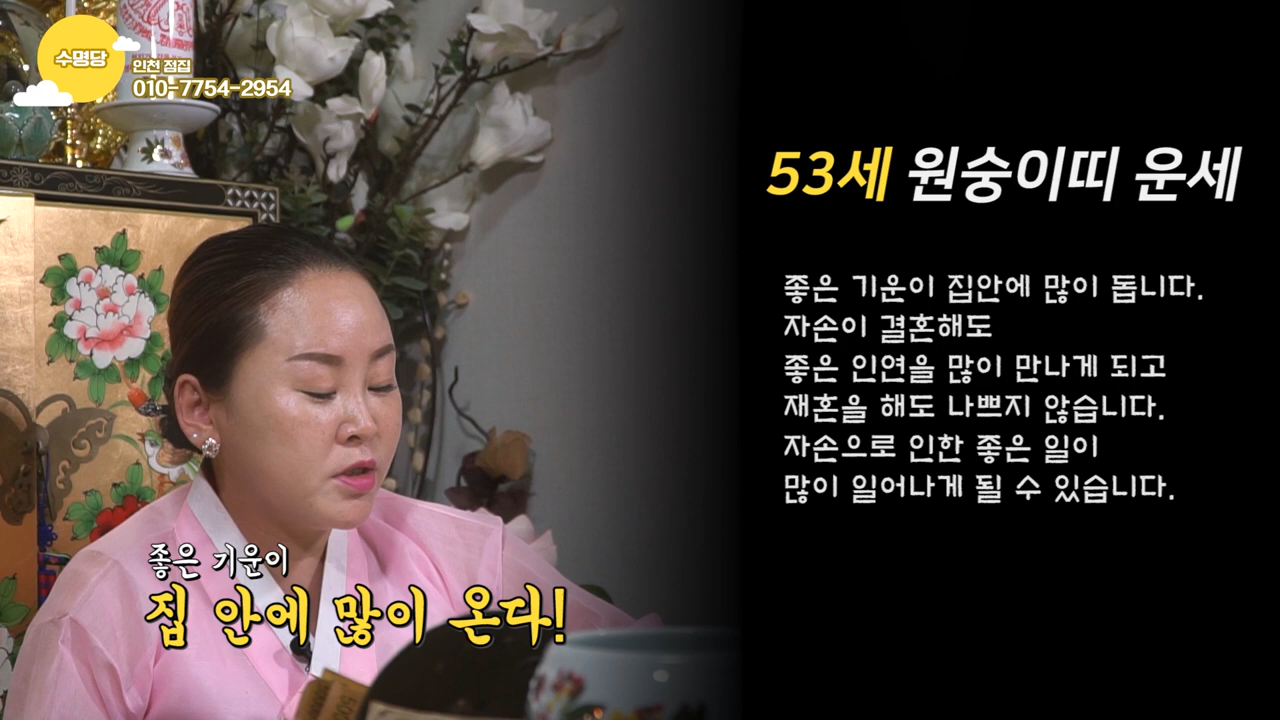 수명당
인천 점집
010-7754-2954
53세 원숭이띠 운세
좋은 기운이 집안에 많이 돕니다.
자손이 결혼해도
좋은 인연을 많이 만나게 되고
재혼을 해도 나쁘지 않습니다.
자손으로 인한 좋은 일이
많이 일어나게 될 수 있습니다.
좋은 기운이
집 안에 많이 온다!